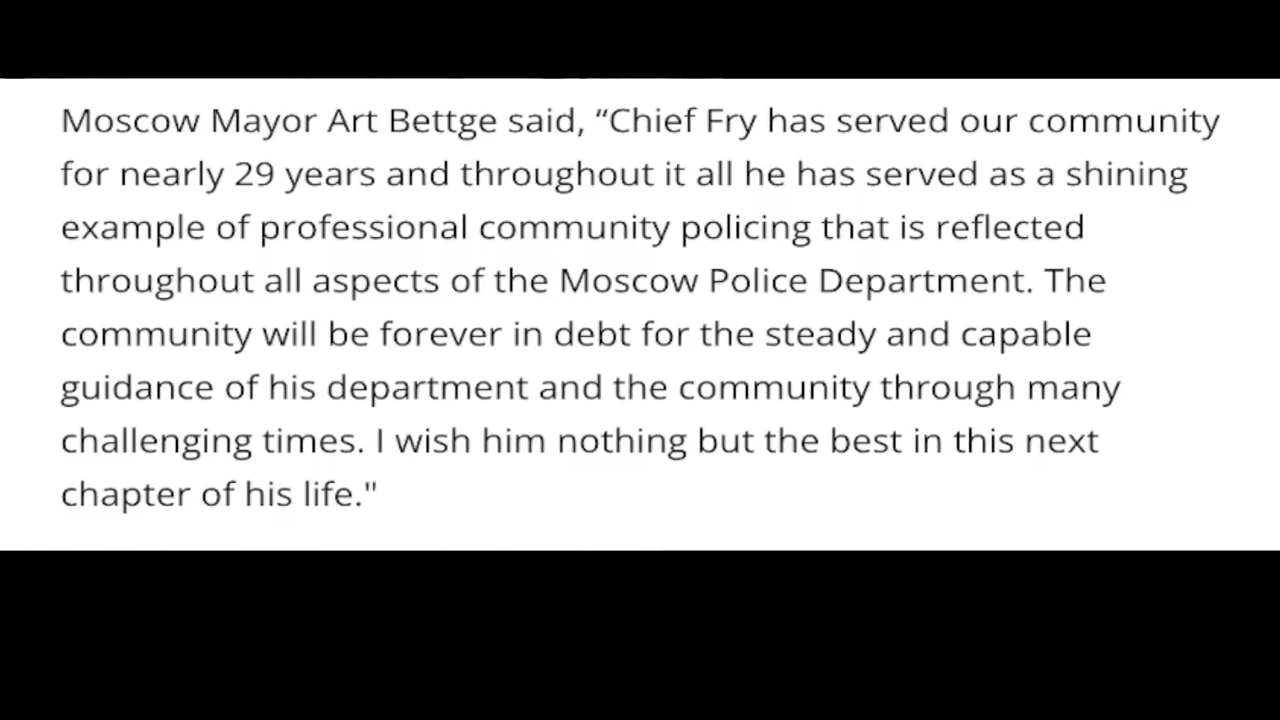 Moscow Mayor Art Bettge said, “Chief Fry has served our community
for nearly 29 years and throughout it all he has served as a shining
example of professional community policing that is reflected
throughout all aspects of the Moscow Police Department. The
community will be forever in debt for the steady and capable
guidance of his department and the community through many
challenging times. I wish him nothing but the best in this next
chapter of his life."